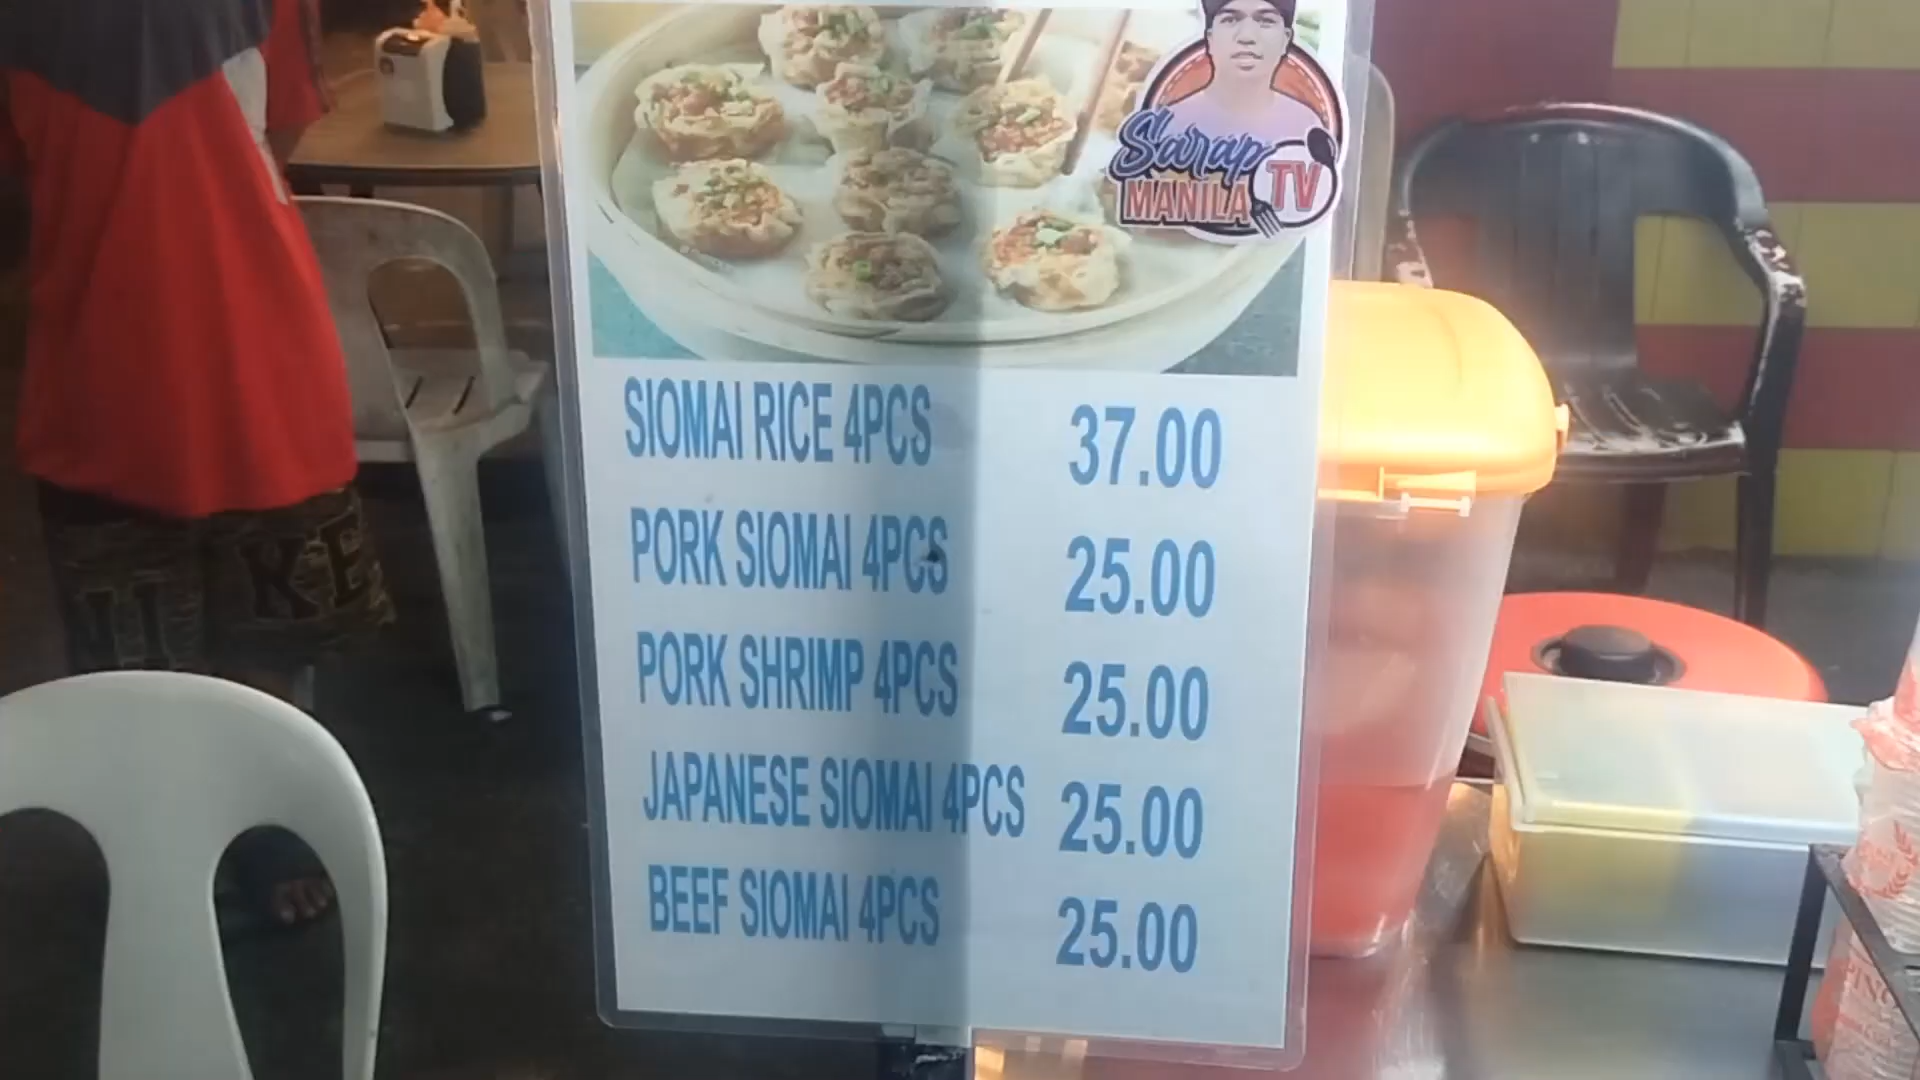 Sarap
MANILA TV
SIOMAI RICE 4PCS 37.00
PORK SIOMAI 4PCS 25.00
PORK SHRIMP 4PCS 25.00
JAPANESE SIOMAI 4PCS 25.00
BEEF SIOMAI 4PCS 25.00